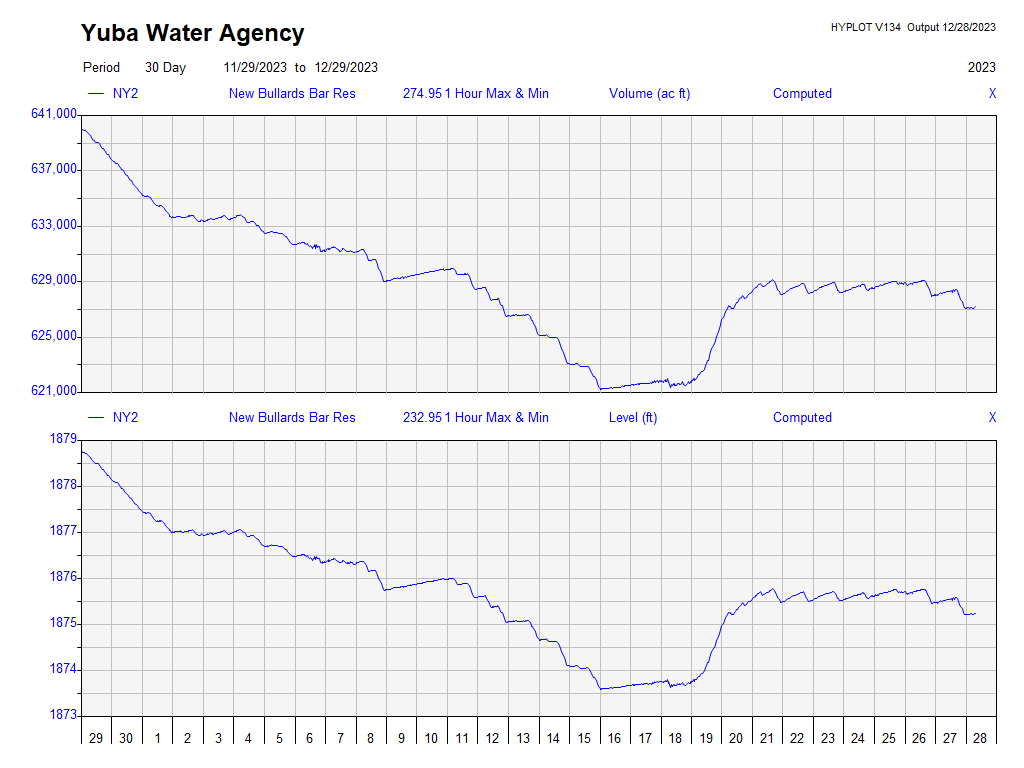 Yuba Water Agency
HYPLOT V134 Output 12/28/2023
Period 30 Day 11/29/2023 to 12/29/2023 2023
NY2 New Bullards Bar Res 274.95 1 Hour Max & Min Volume (ac ft) Computed X
641,000
637,000
633,000
629,000
625,000
621,000
NY2 New Bullards Bar Res 232.95 1 Hour Max & Min Level (ft) Computed X
1879
1878
1877
1876
1875
1874
1873
29 30 1 2 3 4 5 6 7 8 9 10 11 12 13 14 15 16 17 18 19 20 21 22 23 24 25 26 27 28